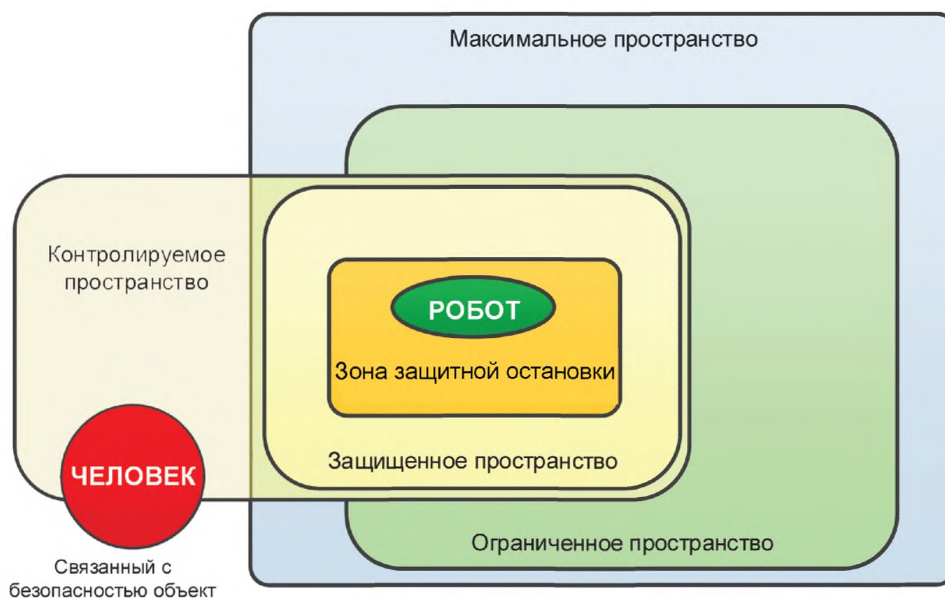 Максимальное пространство
Контролируемое
пространство
РОБОТ
Зона защитной остановки
Защищенное пространство
ЧЕЛОВЕК
Ограниченное пространство
Связанный с
безопасностью объект